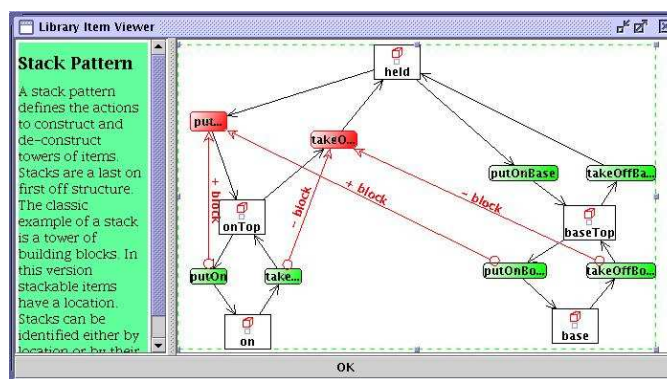 Library Item Viewer
Stack Pattern
A stack pattern
defines the actions
to construct and
de-construct
towers of items.
Stacks are a last on
first off structure.
The classic
example of a stack
is a tower of
building blocks. In
this version
stackable items
have a location.
Stacks can be
identified either by
location or by their
held
put...
takeO...
putOnBase
takeOffBa...
+ block
- block
+ block
- block
onTop
baseTop
putOn
take...
putOnBo...
takeOffBo...
on
base
OK